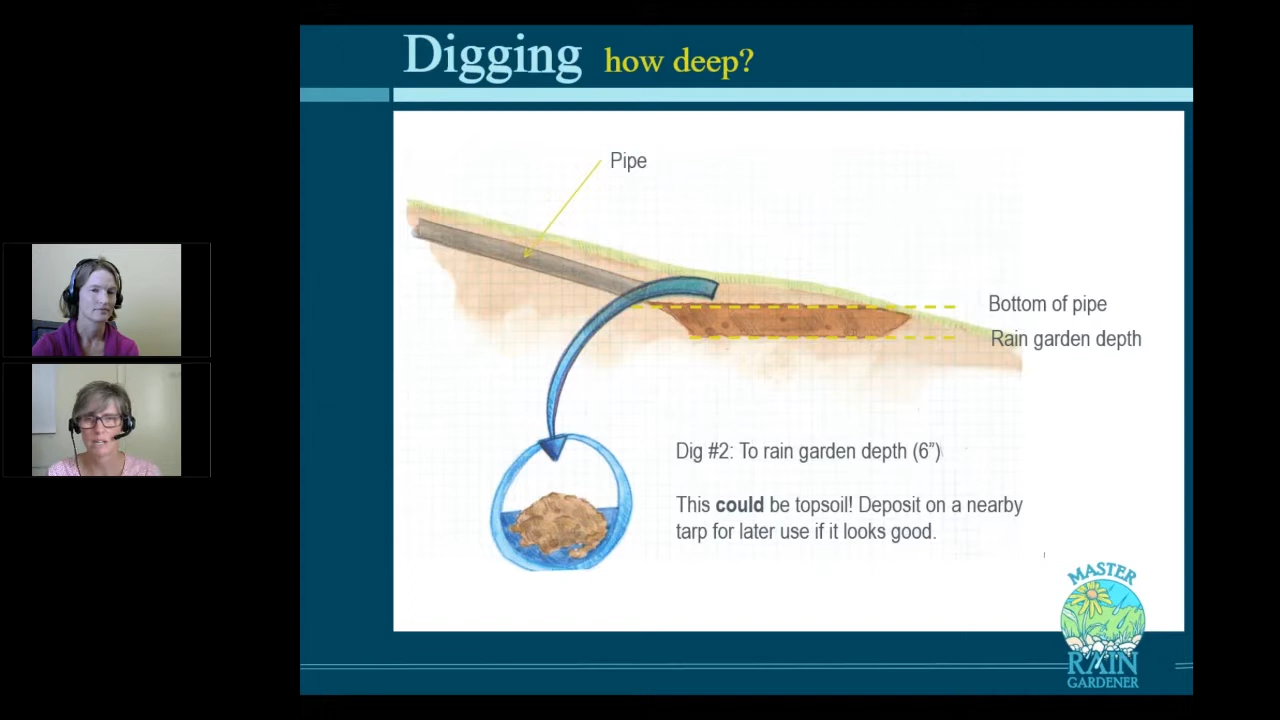 Digging how deep?
Pipe
Bottom of pipe
Rain garden depth
Dig #2: To rain garden depth (6”)
This could be topsoil! Deposit on a nearby
tarp for later use if it looks good.
MASTER
RAIN
GARDENER